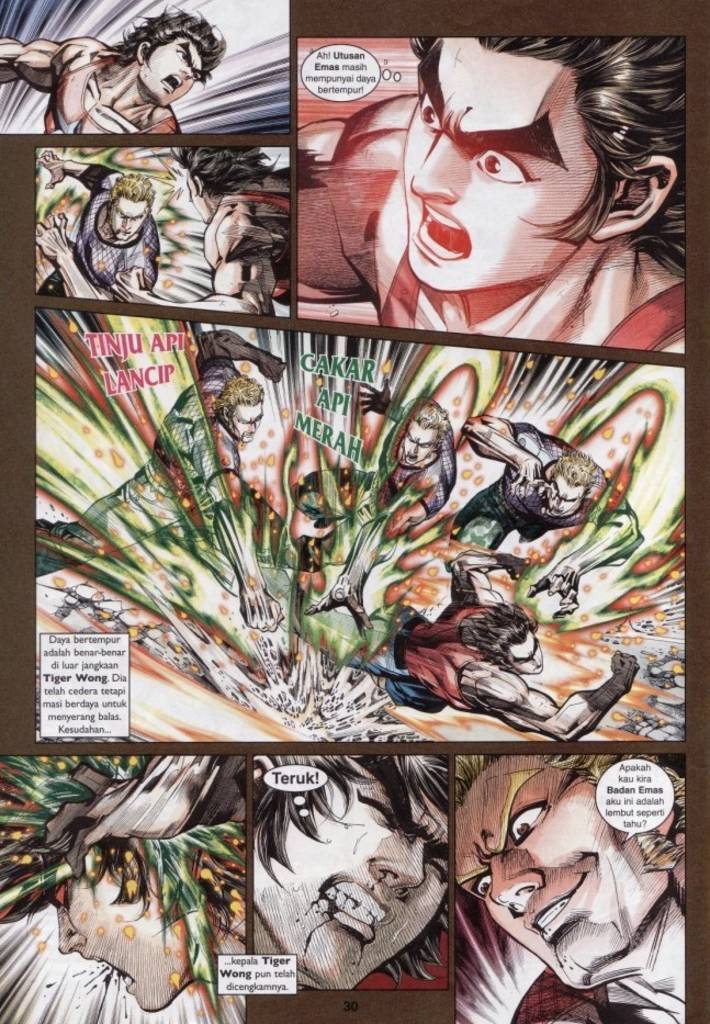 Ah! Utusan
Emas masih
mempunyai daya
bertempur!
TINJU API
LANCIP
CAKAR
API
MERAH
Daya bertempur
adalah benar-benar
di luar jangkaan
Tiger Wong. Dia
telah cedera tetapi
masi berdaya untuk
menyerang balas.
Kesudahan...
...kepala Tiger
Wong pun telah
dicengkamnya.
Teruk!
Apakah
kau kira
Badan Emas
aku ini adalah
lembut seperti
tahu?
30